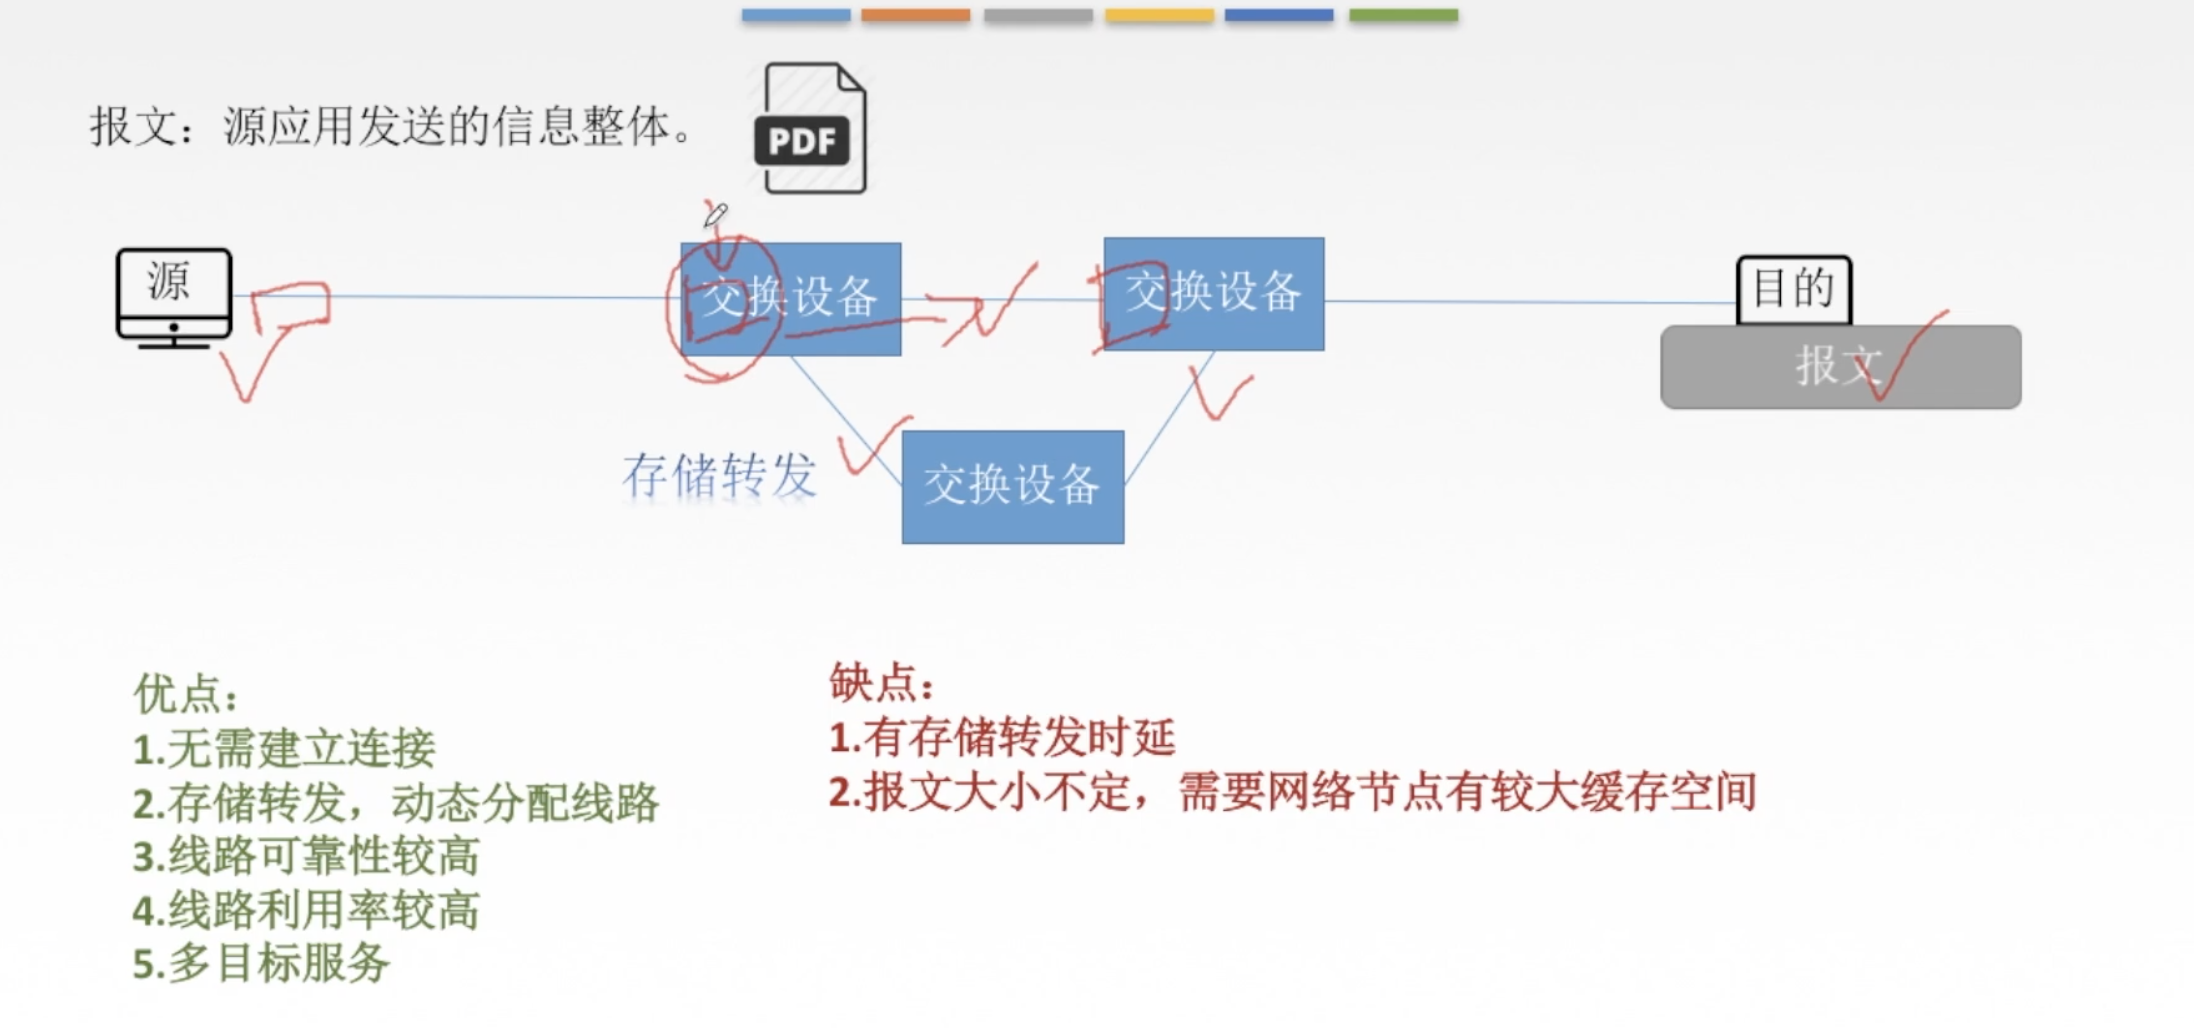 报文：源应用发送的信息整体。
PDF
源
交换设备
交换设备
目的
报文
存储转发
交换设备
优点：
1.无需建立连接
2.存储转发，动态分配线路
3.线路可靠性较高
4.线路利用率较高
5.多目标服务
缺点：
1.有存储转发时延
2.报文大小不定，需要网络节点有较大缓存空间